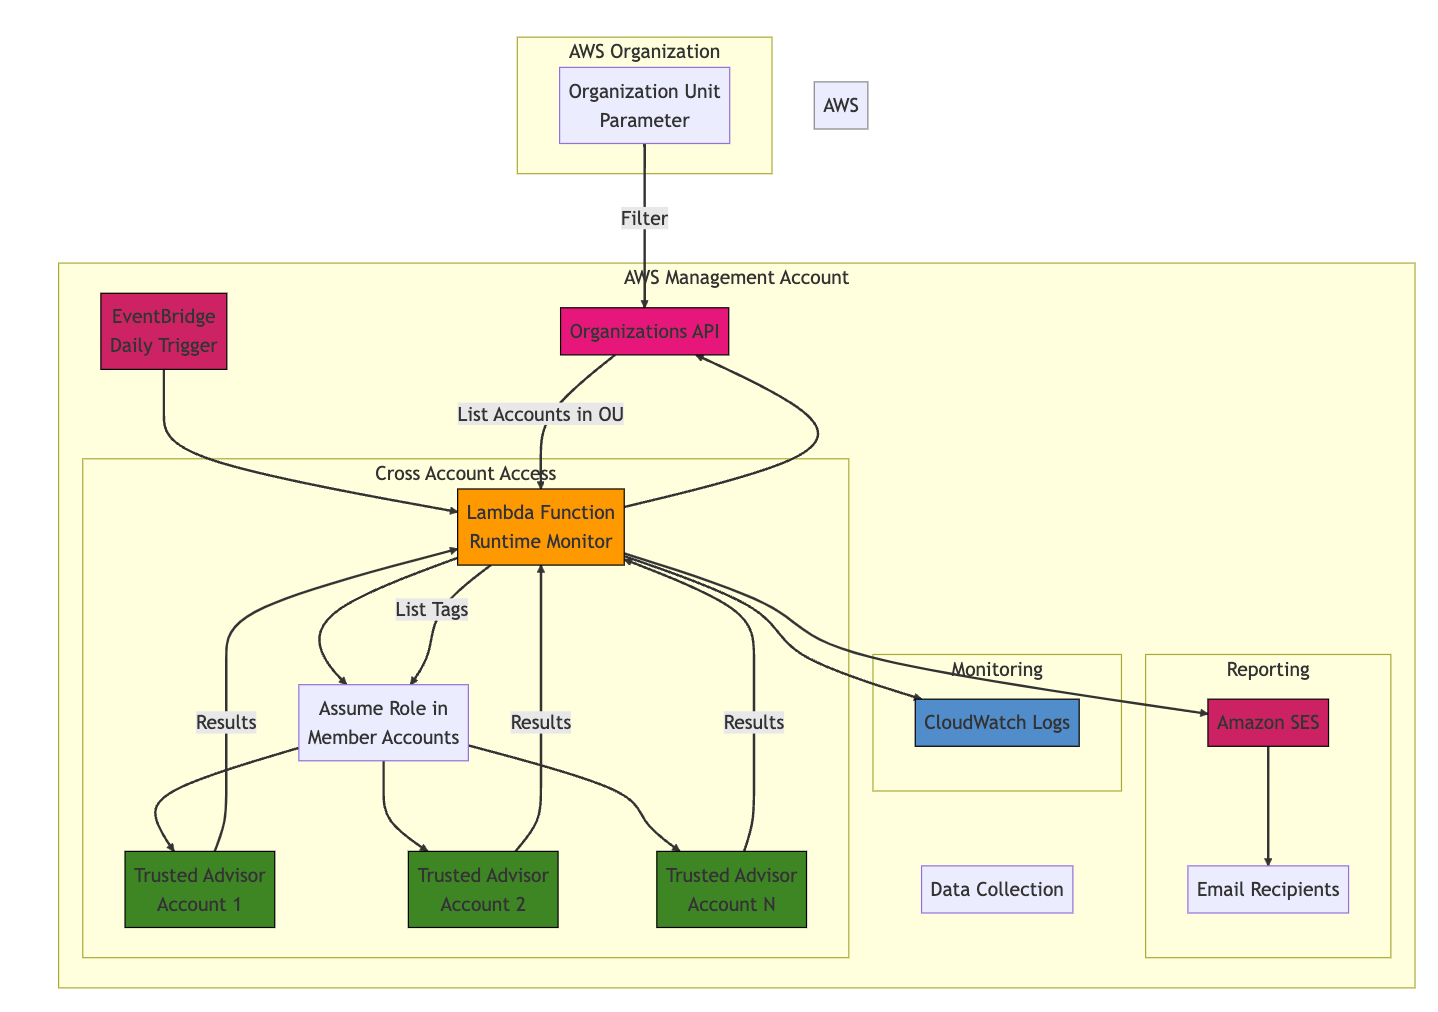 AWS Organization
Organization Unit
Parameter
AWS
Filter
AWS Management Account
EventBridge
Daily Trigger
Organizations API
List Accounts in OU
Cross Account Access
Lambda Function
Runtime Monitor
List Tags
Monitoring
Reporting
Results
Assume Role in
Member Accounts
Results
Results
CloudWatch Logs
Amazon SES
Trusted Advisor
Account 1
Trusted Advisor
Account 2
Trusted Advisor
Account N
Data Collection
Email Recipients